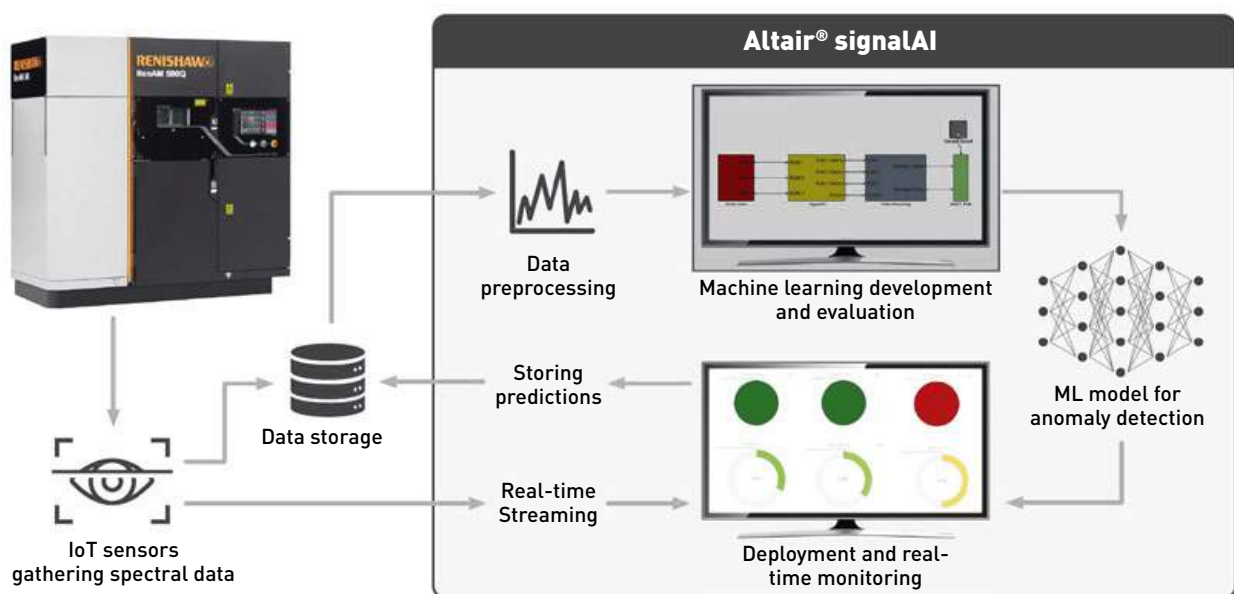 Altair® signalAI
RENISHAW
RenAM 500Q
Data
preprocessing
Machine learning development
and evaluation
Storing
predictions
ML model for
anomaly detection
Data storage
Real-time
Streaming
IoT sensors
gathering spectral data
Deployment and real-
time monitoring